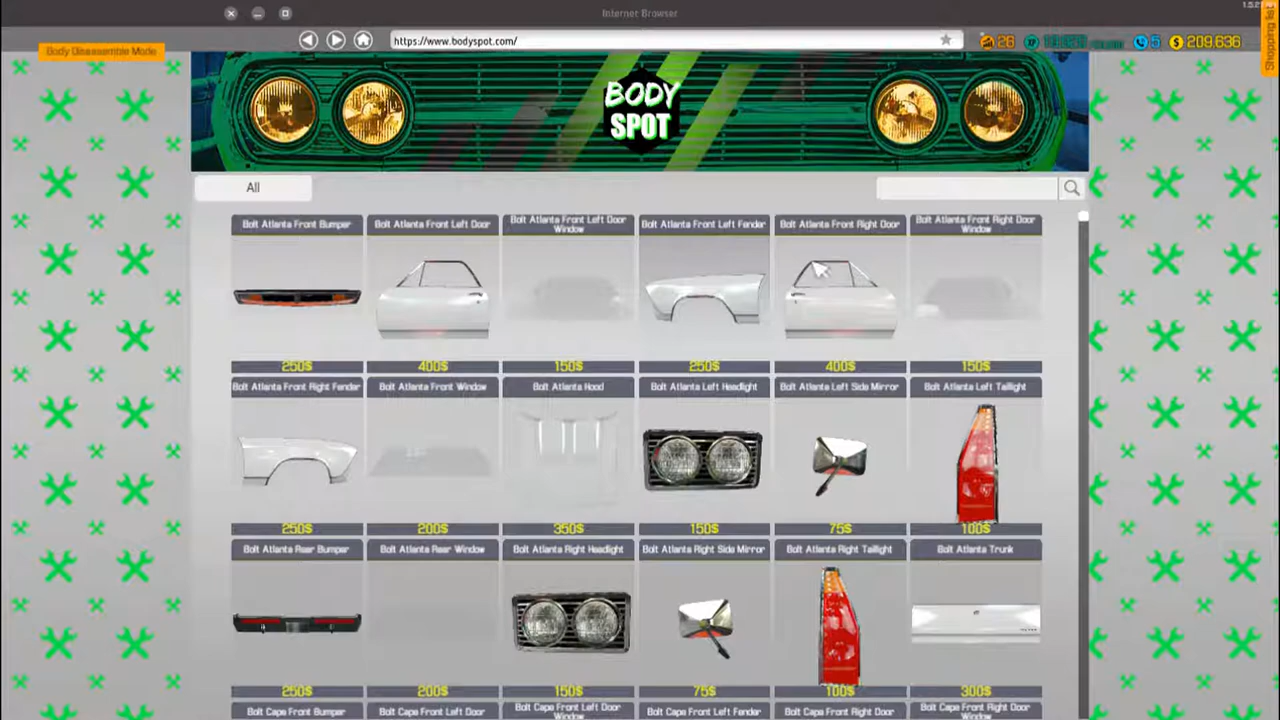 Internet Browser
https://www.bodyspot.com/
Body Disassemble Mode
26
5
209.636
BODY
SPOT
All
Bolt Atlanta Front Bumper
Bolt Atlanta Front Left Door
Bolt Atlanta Front Left Door
Window
Bolt Atlanta Front Left Fender
Bolt Atlanta Front Right Door
Bolt Atlanta Front Right Door
Window
250$
400$
150$
250$
400$
150$
Bolt Atlanta Front Right Fender
Bolt Atlanta Front Window
Bolt Atlanta Hood
Bolt Atlanta Left Headlight
Bolt Atlanta Left Side Mirror
Bolt Atlanta Left Taillight
250$
200$
350$
150$
75$
100$
Bolt Atlanta Rear Bumper
Bolt Atlanta Rear Window
Bolt Atlanta Right Headlight
Bolt Atlanta Right Side Mirror
Bolt Atlanta Right Taillight
Bolt Atlanta Trunk
250$
200$
150$
75$
100$
300$
Bolt Cape Front Bumper
Bolt Cape Front Left Door
Bolt Cape Front Left Door
Window
Bolt Cape Front Left Fender
Bolt Cape Front Right Door
Bolt Cape Front Right Door
Window